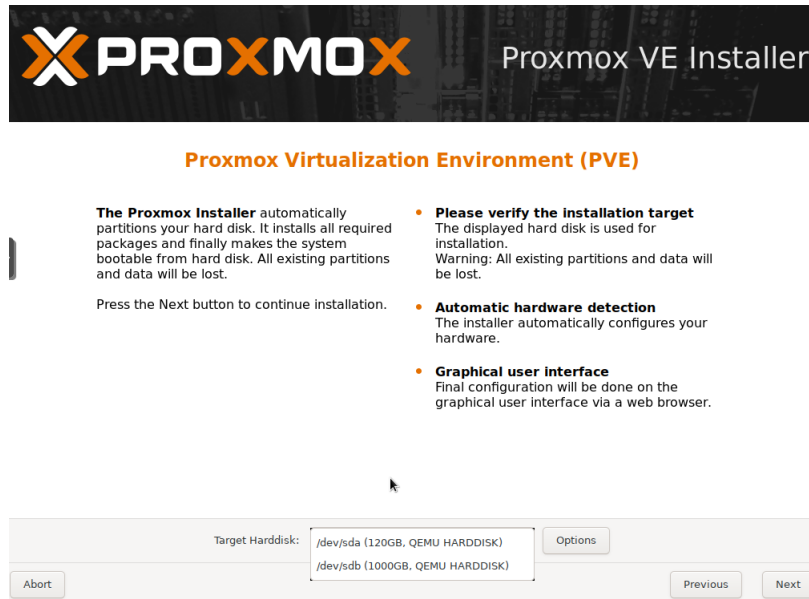 PROXMOX
Proxmox VE Installer
Proxmox Virtualization Environment (PVE)
The Proxmox Installer automatically
partitions your hard disk. It installs all required
packages and finally makes the system
bootable from hard disk. All existing partitions
and data will be lost.
Press the Next button to continue installation.
Please verify the installation target
The displayed hard disk is used for
installation.
Warning: All existing partitions and data will
be lost.
Automatic hardware detection
The installer automatically configures your
hardware.
Graphical user interface
Final configuration will be done on the
graphical user interface via a web browser.
Target Harddisk:
/dev/sda (120GB, QEMU HARDDISK)
/dev/sdb (1000GB, QEMU HARDDISK)
Options
Abort
Previous
Next